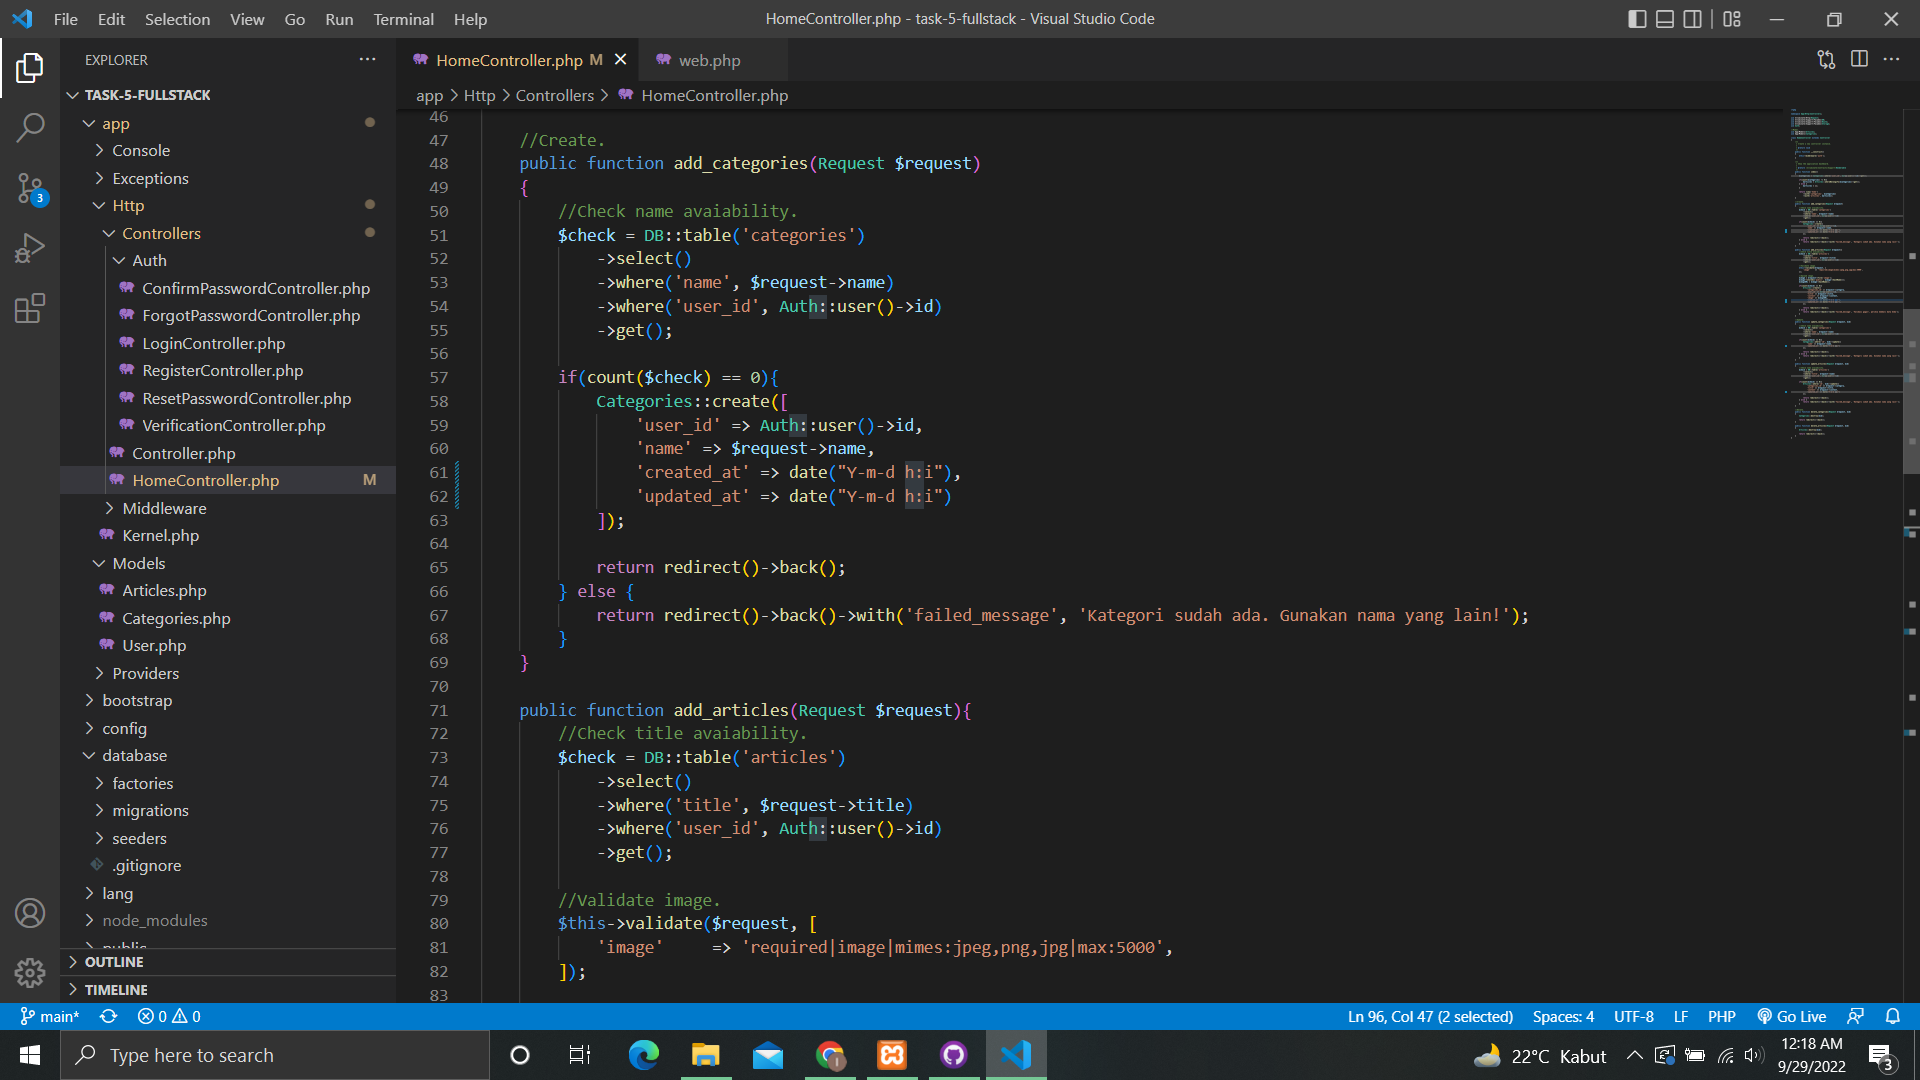 File Edit Selection View Go Run Terminal Help
HomeController.php - task-5-fullstack - Visual Studio Code
EXPLORER
TASK-5-FULLSTACK
app
Console
Exceptions
Http
Controllers
Auth
ConfirmPasswordController.php
ForgotPasswordController.php
LoginController.php
RegisterController.php
ResetPasswordController.php
VerificationController.php
Controller.php
HomeController.php M
Middleware
Kernel.php
Models
Articles.php
Categories.php
User.php
Providers
bootstrap
config
database
factories
migrations
seeders
.gitignore
lang
node_modules
public
OUTLINE
TIMELINE
HomeController.php M
web.php
app > Http > Controllers > HomeController.php
46
47 //Create.
48 public function add_categories(Request $request)
49 {
50 //Check name avaiability.
51 $check = DB::table('categories')
52 ->select()
53 ->where('name', $request->name)
54 ->where('user_id', Auth::user()->id)
55 ->get();
56
57 if(count($check) == 0){
58 Categories::create([
59 'user_id' => Auth::user()->id,
60 'name' => $request->name,
61 'created_at' => date("Y-m-d h:i"),
62 'updated_at' => date("Y-m-d h:i")
63 ]);
64
65 return redirect()->back();
66 } else {
67 return redirect()->back()->with('failed_message', 'Kategori sudah ada. Gunakan nama yang lain!');
68 }
69 }
70
71 public function add_articles(Request $request){
72 //Check title avaiability.
73 $check = DB::table('articles')
74 ->select()
75 ->where('title', $request->title)
76 ->where('user_id', Auth::user()->id)
77 ->get();
78
79 //Validate image.
80 $this->validate($request, [
81 'image' => 'required|image|mimes:jpeg,png,jpg|max:5000',
82 ]);
83
3
main* 0 0
Ln 96, Col 47 (2 selected) Spaces: 4 UTF-8 LF PHP Go Live
Type here to search
22°C Kabut
12:18 AM
9/29/2022
3